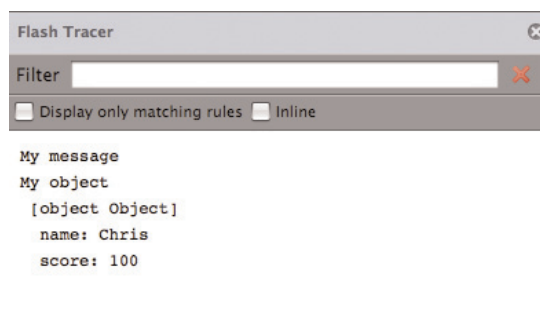 Flash Tracer
Filter
Display only matching rules Inline
My message
My object
[object Object]
name: Chris
score: 100